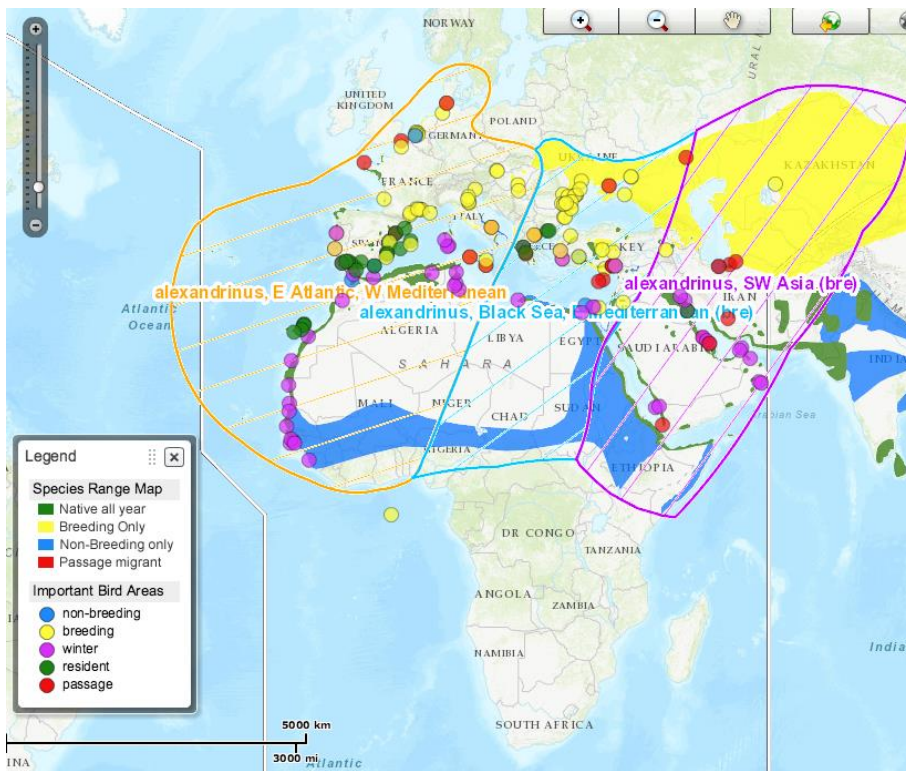 NORWAY
URAL
UNITED
KINGDOM
POLAND
GERMANY
UKRAINE
KAZAKHSTAN
FRANCE
ITALY
SPAIN
KEY
alexandrinus, SW Asia (bre)
IRAN
alexandrinus, E Atlantic, W Mediterranean
alexandrinus, Black Sea, E Mediterranean (bre)
Atlantic
Ocean
ALGERIA
LIBYA
EGYPT
SAUDI ARABIA
INDIA
SAHARA
MALI
NIGER
CHAD
SUDAN
Arabian Sea
NIGERIA
ETHIOPIA
Legend
Species Range Map
Native all year
Breeding Only
Non-Breeding only
Passage migrant
Important Bird Areas
non-breeding
breeding
winter
resident
passage
DR CONGO
TANZANIA
ANGOLA
ZAMBIA
NAMIBIA
India
SOUTH AFRICA
5000 km
3000 mi
Atlantic
INA